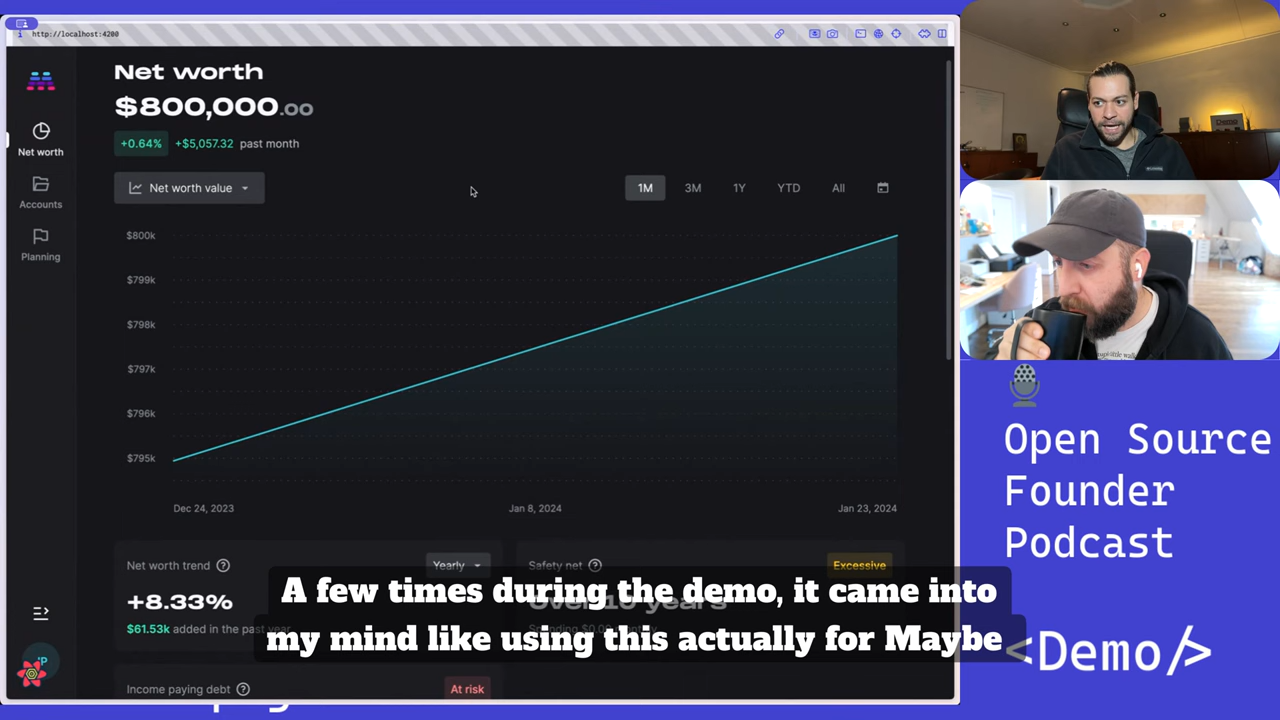 http://localhost:4200
Net worth
$800,000.00
+0.64% +$5,057.32 past month
Net worth value
1M 3M 1Y YTD All
Net worth
Accounts
Planning
$800k
$799k
$798k
$797k
$796k
$795k
Dec 24, 2023 Jan 8, 2024 Jan 23, 2024
Net worth trend Yearly
+8.33%
$61.53k added in the past year
Safety net Excessive
Over 10 years
Income paying debt At risk
A few times during the demo, it came into
my mind like using this actually for Maybe
Open Source
Founder
Podcast
<Demo/>